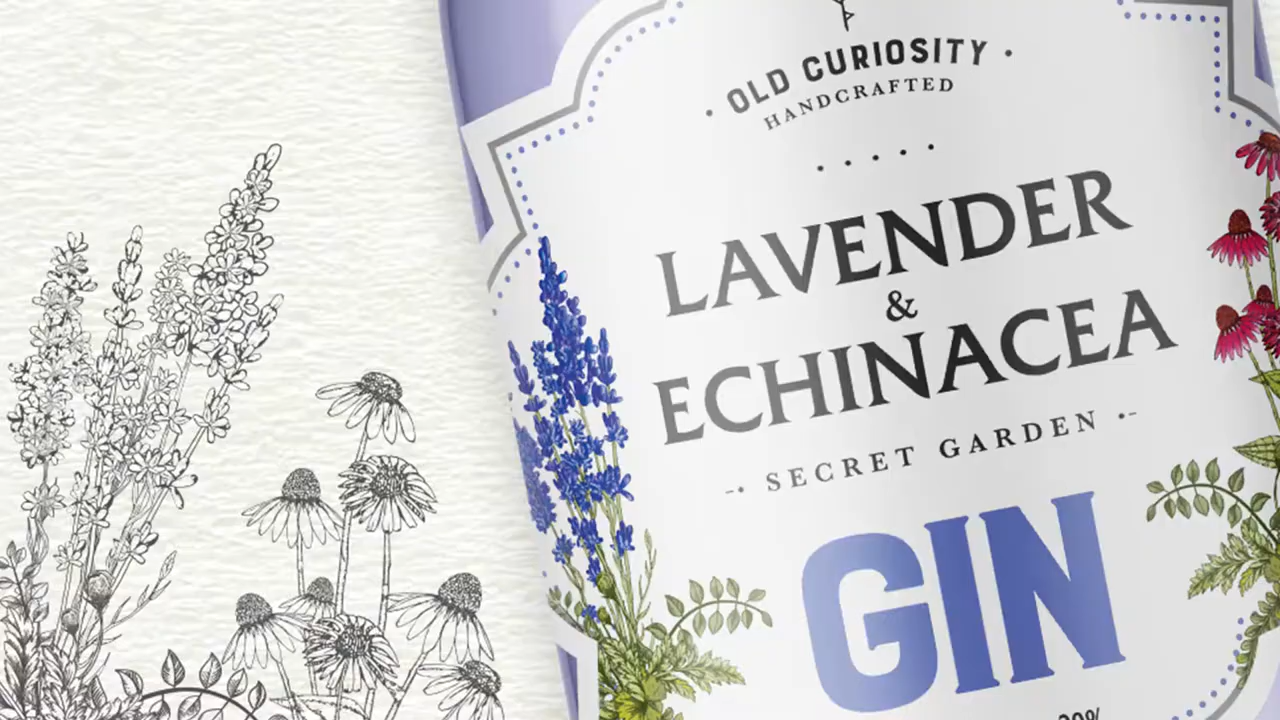 OLD CURIOSITY
HANDCRAFTED
LAVENDER
&
ECHINACEA
SECRET GARDEN
GIN